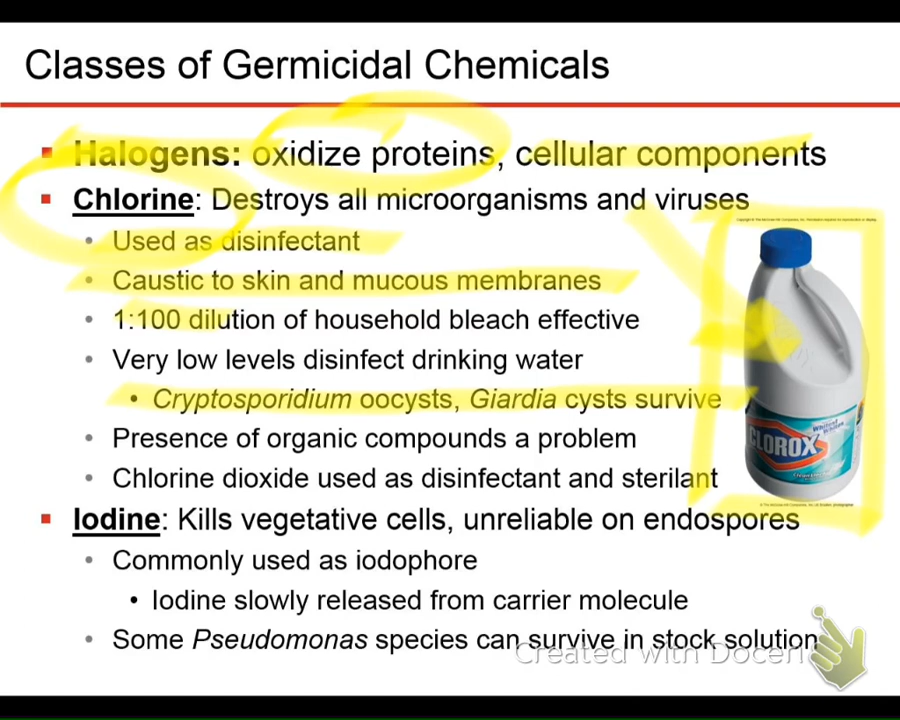 Classes of Germicidal Chemicals
Halogens: oxidize proteins, cellular components
Chlorine: Destroys all microorganisms and viruses
• Used as disinfectant
• Caustic to skin and mucous membranes
• 1:100 dilution of household bleach effective
• Very low levels disinfect drinking water
• Cryptosporidium oocysts, Giardia cysts survive
• Presence of organic compounds a problem
• Chlorine dioxide used as disinfectant and sterilant
CLOROX
Iodine: Kills vegetative cells, unreliable on endospores
• Commonly used as iodophore
• Iodine slowly released from carrier molecule
• Some Pseudomonas species can survive in stock solution
Created with Doceri